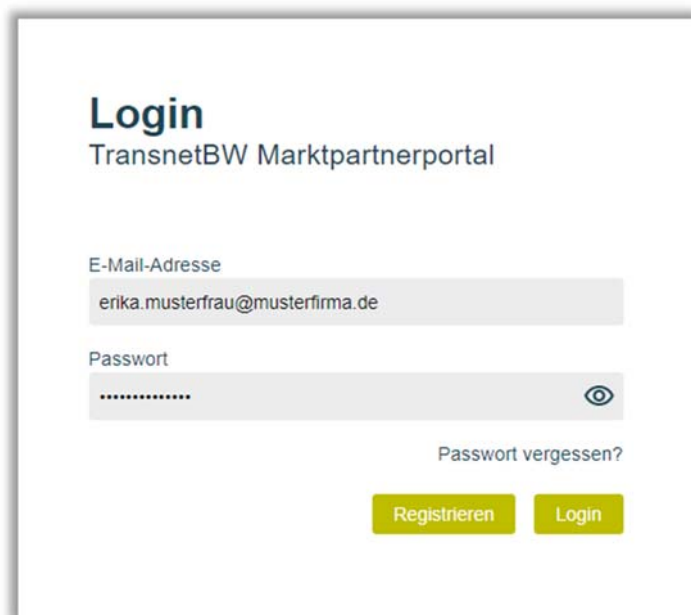 Login
TransnetBW Marktpartnerportal
E-Mail-Adresse
erika.musterfrau@musterfirma.de
Passwort
••••••••••••••
Passwort vergessen?
Registrieren Login